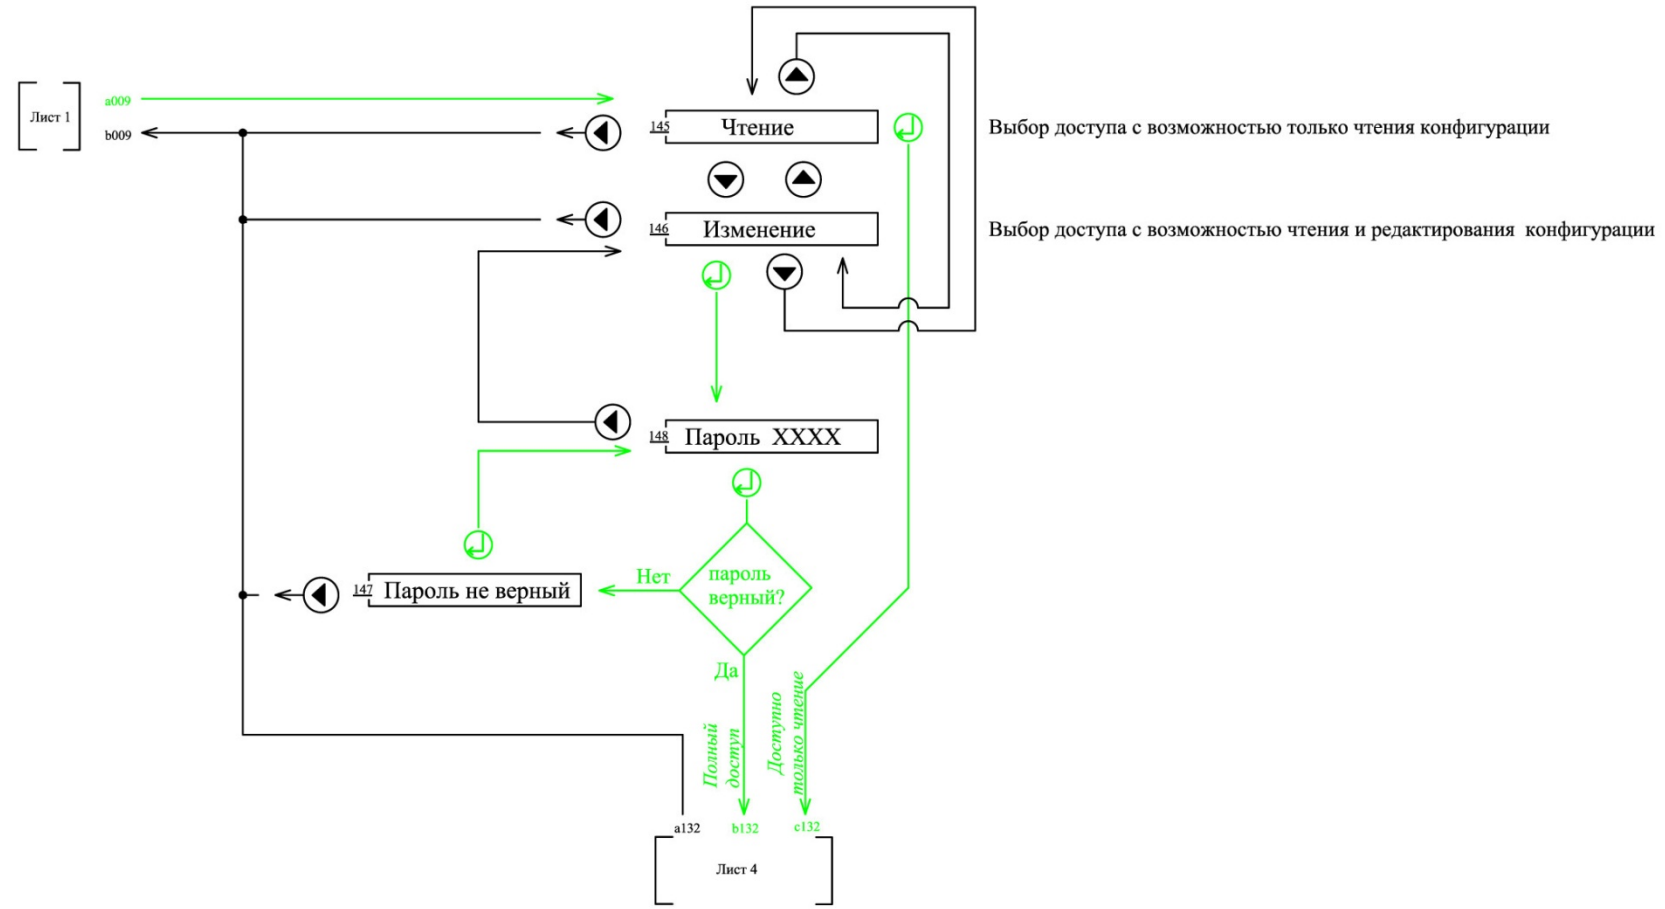 Лист 1
a009
b009
145
Чтение
Выбор доступа с возможностью только чтения конфигурации
146
Изменение
Выбор доступа с возможностью чтения и редактирования конфигурации
148
Пароль XXXX
147
Пароль не верный
Нет
пароль
верный?
Да
Полный
доступ
Доступно
только чтение
a132
b132
c132
Лист 4